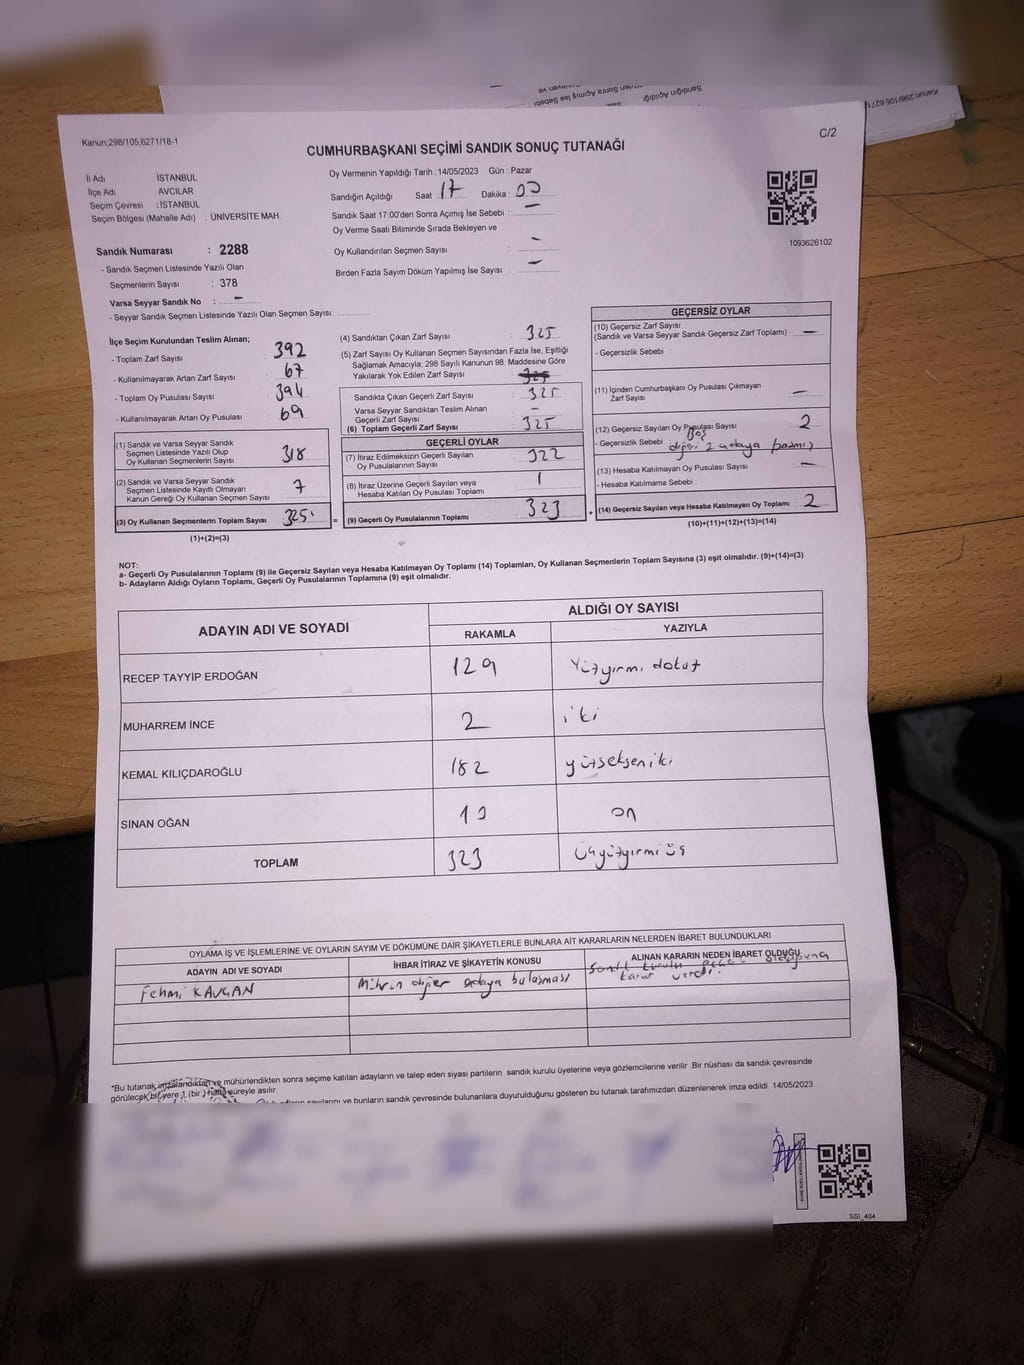 Kanun;298/105;6271/18-1
C/2
CUMHURBAŞKANI SEÇİMİ SANDIK SONUÇ TUTANAĞI
İl Adı : İSTANBUL
İlçe Adı : AVCILAR
Seçim Çevresi : İSTANBUL
Seçim Bölgesi (Mahalle Adı) : ÜNİVERSİTE MAH.
Sandık Numarası : 2288
- Sandık Seçmen Listesinde Yazılı Olan
Seçmenlerin Sayısı : 378
Varsa Seyyar Sandık No : -
- Seyyar Sandık Seçmen Listesinde Yazılı Olan Seçmen Sayısı:
Oy Vermenin Yapıldığı Tarih : 14/05/2023 Gün : Pazar
Sandığın Açıldığı Saat 17 Dakika : 00
Sandık Saat 17:00'den Sonra Açımış İse Sebebi : -
Oy Verme Saati Bitiminde Sırada Bekleyen ve
Oy Kullandırılan Seçmen Sayısı : -
Birden Fazla Sayım Döküm Yapılmış İse Sayısı : -
1093626102
İlçe Seçim Kurulundan Teslim Alınan;
- Toplam Zarf Sayısı : 392
- Kullanılmayarak Artan Zarf Sayısı : 67
- Toplam Oy Pusulası Sayısı : 394
- Kullanılmayarak Artan Oy Pusulası : 69
(1) Sandık ve Varsa Seyyar Sandık
Seçmen Listesinde Yazılı Olup
Oy Kullanan Seçmenlerin Sayısı 318
(2) Sandık ve Varsa Seyyar Sandık
Seçmen Listesinde Kayıtlı Olmayan
Kanun Gereği Oy Kullanan Seçmen Sayısı 7
(3) Oy Kullanan Seçmenlerin Toplam Sayısı 325
(1)+(2)=(3)
(4) Sandıktan Çıkan Zarf Sayısı : 325
(5) Zarf Sayısı Oy Kullanan Seçmen Sayısından Fazla İse, Eşitliği
Sağlamak Amacıyla, 298 Sayılı Kanunun 98. Maddesine Göre
Yakılarak Yok Edilen Zarf Sayısı :
Sandıkta Çıkan Geçerli Zarf Sayısı : 325
Varsa Seyyar Sandıktan Teslim Alınan
Geçerli Zarf Sayısı : -
(6) Toplam Geçerli Zarf Sayısı : 325
GEÇERLİ OYLAR
(7) İtiraz Edilmeksizin Geçerli Sayılan
Oy Pusulalarının Sayısı : 322
(8) İtiraz Üzerine Geçerli Sayılan veya
Hesaba Katılan Oy Pusulası Toplamı 1
= (9) Geçerli Oy Pusulalarının Toplamı 323
GEÇERSİZ OYLAR
(10) Geçersiz Zarf Sayısı
(Sandık ve Varsa Seyyar Sandık Geçersiz Zarf Toplamı) : -
- Geçersizlik Sebebi :
(11) İçinden Cumhurbaşkanı Oy Pusulası Çıkmayan
Zarf Sayısı : -
(12) Geçersiz Sayılan Oy Pusulası Sayısı : 2
Boş
- Geçersizlik Sebebi : diğeri 2 adaya basmış
(13) Hesaba Katılmayan Oy Pusulası Sayısı : -
- Hesaba Katılmama Sebebi :
+ (14) Geçersiz Sayılan veya Hesaba Katılmayan Oy Toplamı 2
(10)+(11)+(12)+(13)=(14)
NOT:
a- Geçerli Oy Pusulalarının Toplamı (9) ile Geçersiz Sayılan veya Hesaba Katılmayan Oy Toplamı (14) Toplamları, Oy Kullanan Seçmenlerin Toplam Sayısına (3) eşit olmalıdır. (9)+(14)=(3)
b- Adayların Aldığı Oyların Toplamı, Geçerli Oy Pusulalarının Toplamına (9) eşit olmalıdır.
ADAYIN ADI VE SOYADI
ALDIĞI OY SAYISI
RAKAMLA YAZIYLA
RECEP TAYYİP ERDOĞAN 129 Yüzyirmi dokuz
MUHARREM İNCE 2 iki
KEMAL KILIÇDAROĞLU 182 yüzseksen iki
SİNAN OĞAN 10 on
TOPLAM 323 üçyüzyirmi üç
OYLAMA İŞ VE İŞLEMLERİNE VE OYLARIN SAYIM VE DÖKÜMÜNE DAİR ŞİKAYETLERLE BUNLARA AİT KARARLARIN NELERDEN İBARET BULUNDUKLARI
ADAYIN ADI VE SOYADI İHBAR İTİRAZ VE ŞİKAYETİN KONUSU ALINAN KARARIN NEDEN İBARET OLDUĞU
Fehmi KAVGAN Mührün diğer adaya bulaşması Sandık kurulu olduğuna
karar verdi.
*Bu tutanak imzalandıktan ve mühürlendikten sonra seçime katılan adayların ve talep eden siyasi partilerin sandık kurulu üyelerine veya gözlemcilerine verilir. Bir nüshası da sandık çevresinde
görülecek bir yere 1 (bir) hafta süreyle asılır.
sayılarını ve bunların sandık çevresinde bulunanlara duyurulduğunu gösteren bu tutanak tarafımızdan düzenlenerek imza edildi. 14/05/2023
SSI_404